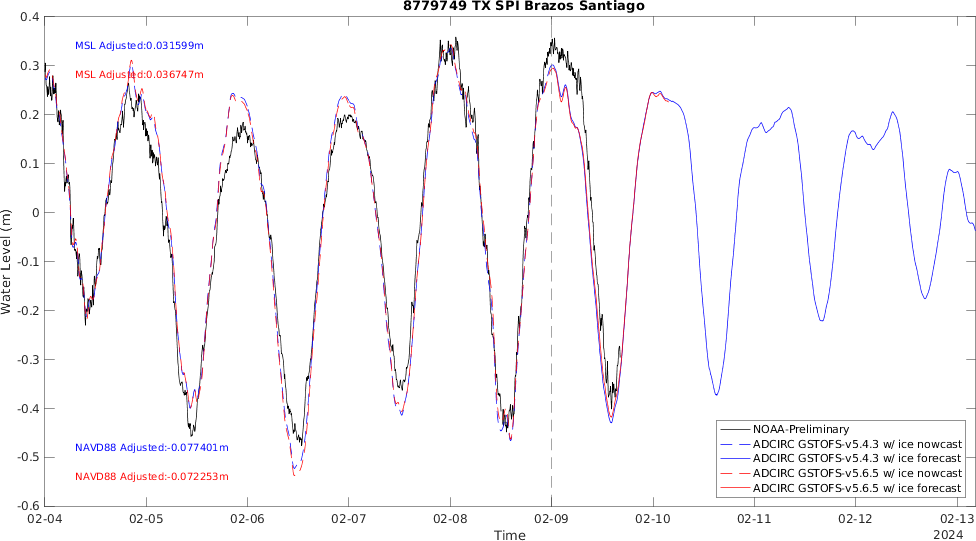 8779749 TX SPI Brazos Santiago
0.4
0.3
0.2
0.1
0
-0.1
-0.2
-0.3
-0.4
-0.5
-0.6
Water Level (m)
MSL Adjusted:0.031599m
MSL Adjusted:0.036747m
NAVD88 Adjusted:-0.077401m
NAVD88 Adjusted:-0.072253m
NOAA-Preliminary
ADCIRC GSTOFS-v5.4.3 w/ ice nowcast
ADCIRC GSTOFS-v5.4.3 w/ ice forecast
ADCIRC GSTOFS-v5.6.5 w/ ice nowcast
ADCIRC GSTOFS-v5.6.5 w/ ice forecast
02-04 02-05 02-06 02-07 02-08 02-09 02-10 02-11 02-12 02-13
Time
2024